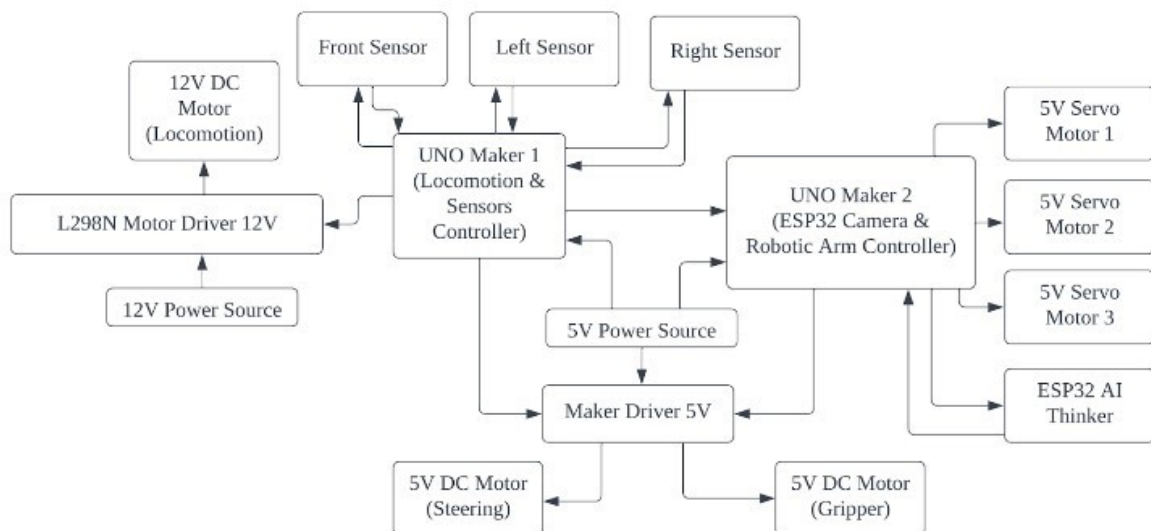 Front Sensor
Left Sensor
Right Sensor
12V DC
Motor
(Locomotion)
5V Servo
Motor 1
UNO Maker 1
(Locomotion &
Sensors
Controller)
UNO Maker 2
(ESP32 Camera &
Robotic Arm Controller)
L298N Motor Driver 12V
5V Servo
Motor 2
12V Power Source
5V Servo
Motor 3
5V Power Source
Maker Driver 5V
ESP32 AI
Thinker
5V DC Motor
(Steering)
5V DC Motor
(Gripper)